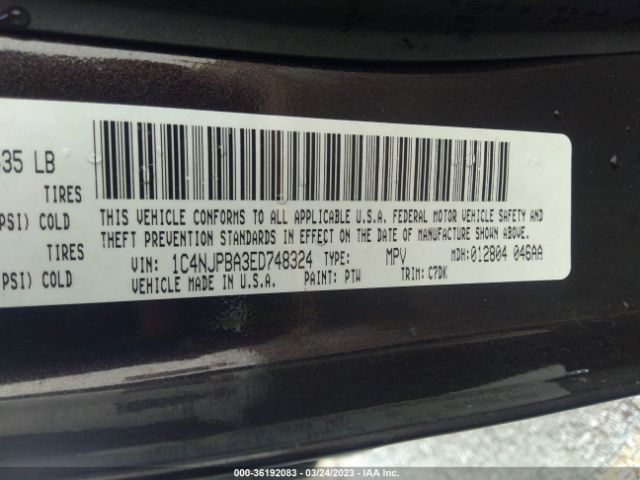 535 LB
TIRES
PSI) COLD
TIRES
PSI) COLD
THIS VEHICLE CONFORMS TO ALL APPLICABLE U.S.A. FEDERAL MOTOR VEHICLE SAFETY AND
THEFT PREVENTION STANDARDS IN EFFECT ON THE DATE OF MANUFACTURE SHOWN ABOVE.
VIN: 1C4NJPBA3ED748324 TYPE: MPV MDH:012804 046AA
VEHICLE MADE IN U.S.A. PAINT: PTW TRIM: C7DK
000-36192083 - 03/24/2023 - IAA Inc.